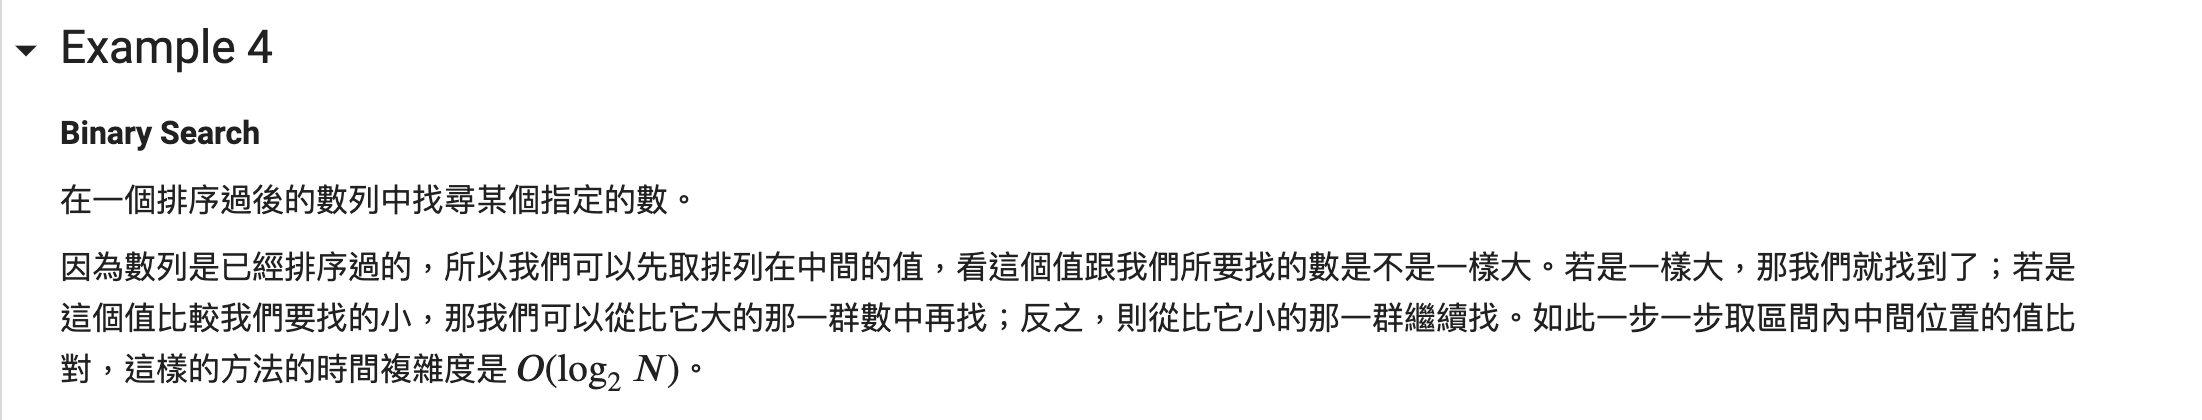 Example 4
Binary Search
在一個排序過後的數列中找尋某個指定的數。
因為數列是已經排序過的，所以我們可以先取排列在中間的值，看這個值跟我們所要找的數是不是一樣大。若是一樣大，那我們就找到了；若是
這個值比較我們要找的小，那我們可以從比它大的那一群數中再找；反之，則從比它小的那一群繼續找。如此一步一步取區間內中間位置的值比
對，這樣的方法的時間複雜度是 O(log₂ N)。